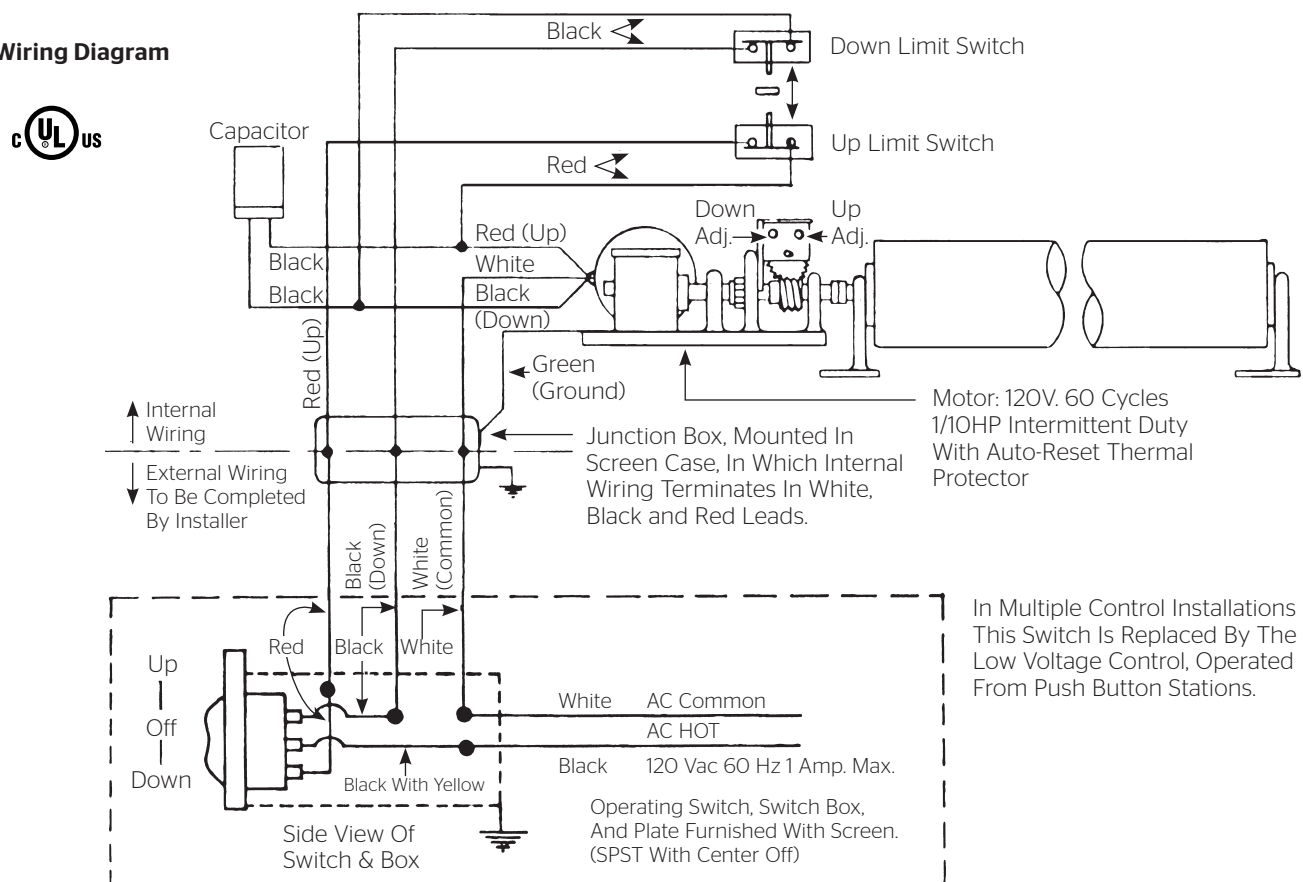 Wiring Diagram
c UL US
Capacitor
Black
Down Limit Switch
Up Limit Switch
Red
Down
Adj.
Up
Adj.
Red (Up)
White
Black
(Down)
Black
Black
Red (Up)
Green
(Ground)
Internal
Wiring
External Wiring
To Be Completed
By Installer
Junction Box, Mounted In
Screen Case, In Which Internal
Wiring Terminates In White,
Black and Red Leads.
Motor: 120V. 60 Cycles
1/10HP Intermittent Duty
With Auto-Reset Thermal
Protector
Black
(Down)
White
(Common)
In Multiple Control Installations
This Switch Is Replaced By The
Low Voltage Control, Operated
From Push Button Stations.
Red
Black
White
Up
Off
Down
White AC Common
AC HOT
Black 120 Vac 60 Hz 1 Amp. Max.
Black With Yellow
Operating Switch, Switch Box,
And Plate Furnished With Screen.
(SPST With Center Off)
Side View Of
Switch & Box